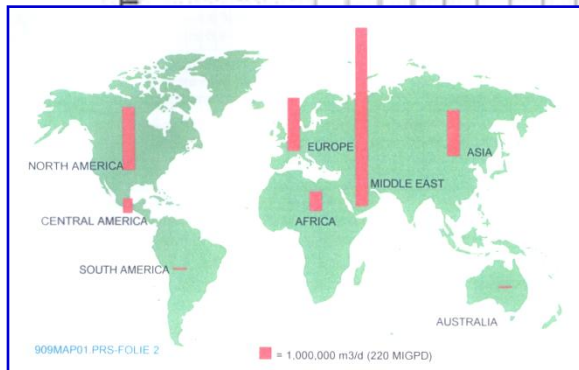 NORTH AMERICA
EUROPE
ASIA
MIDDLE EAST
CENTRAL AMERICA
AFRICA
SOUTH AMERICA
AUSTRALIA
909MAP01.PRS-FOLIE 2
= 1,000,000 m3/d (220 MIGPD)